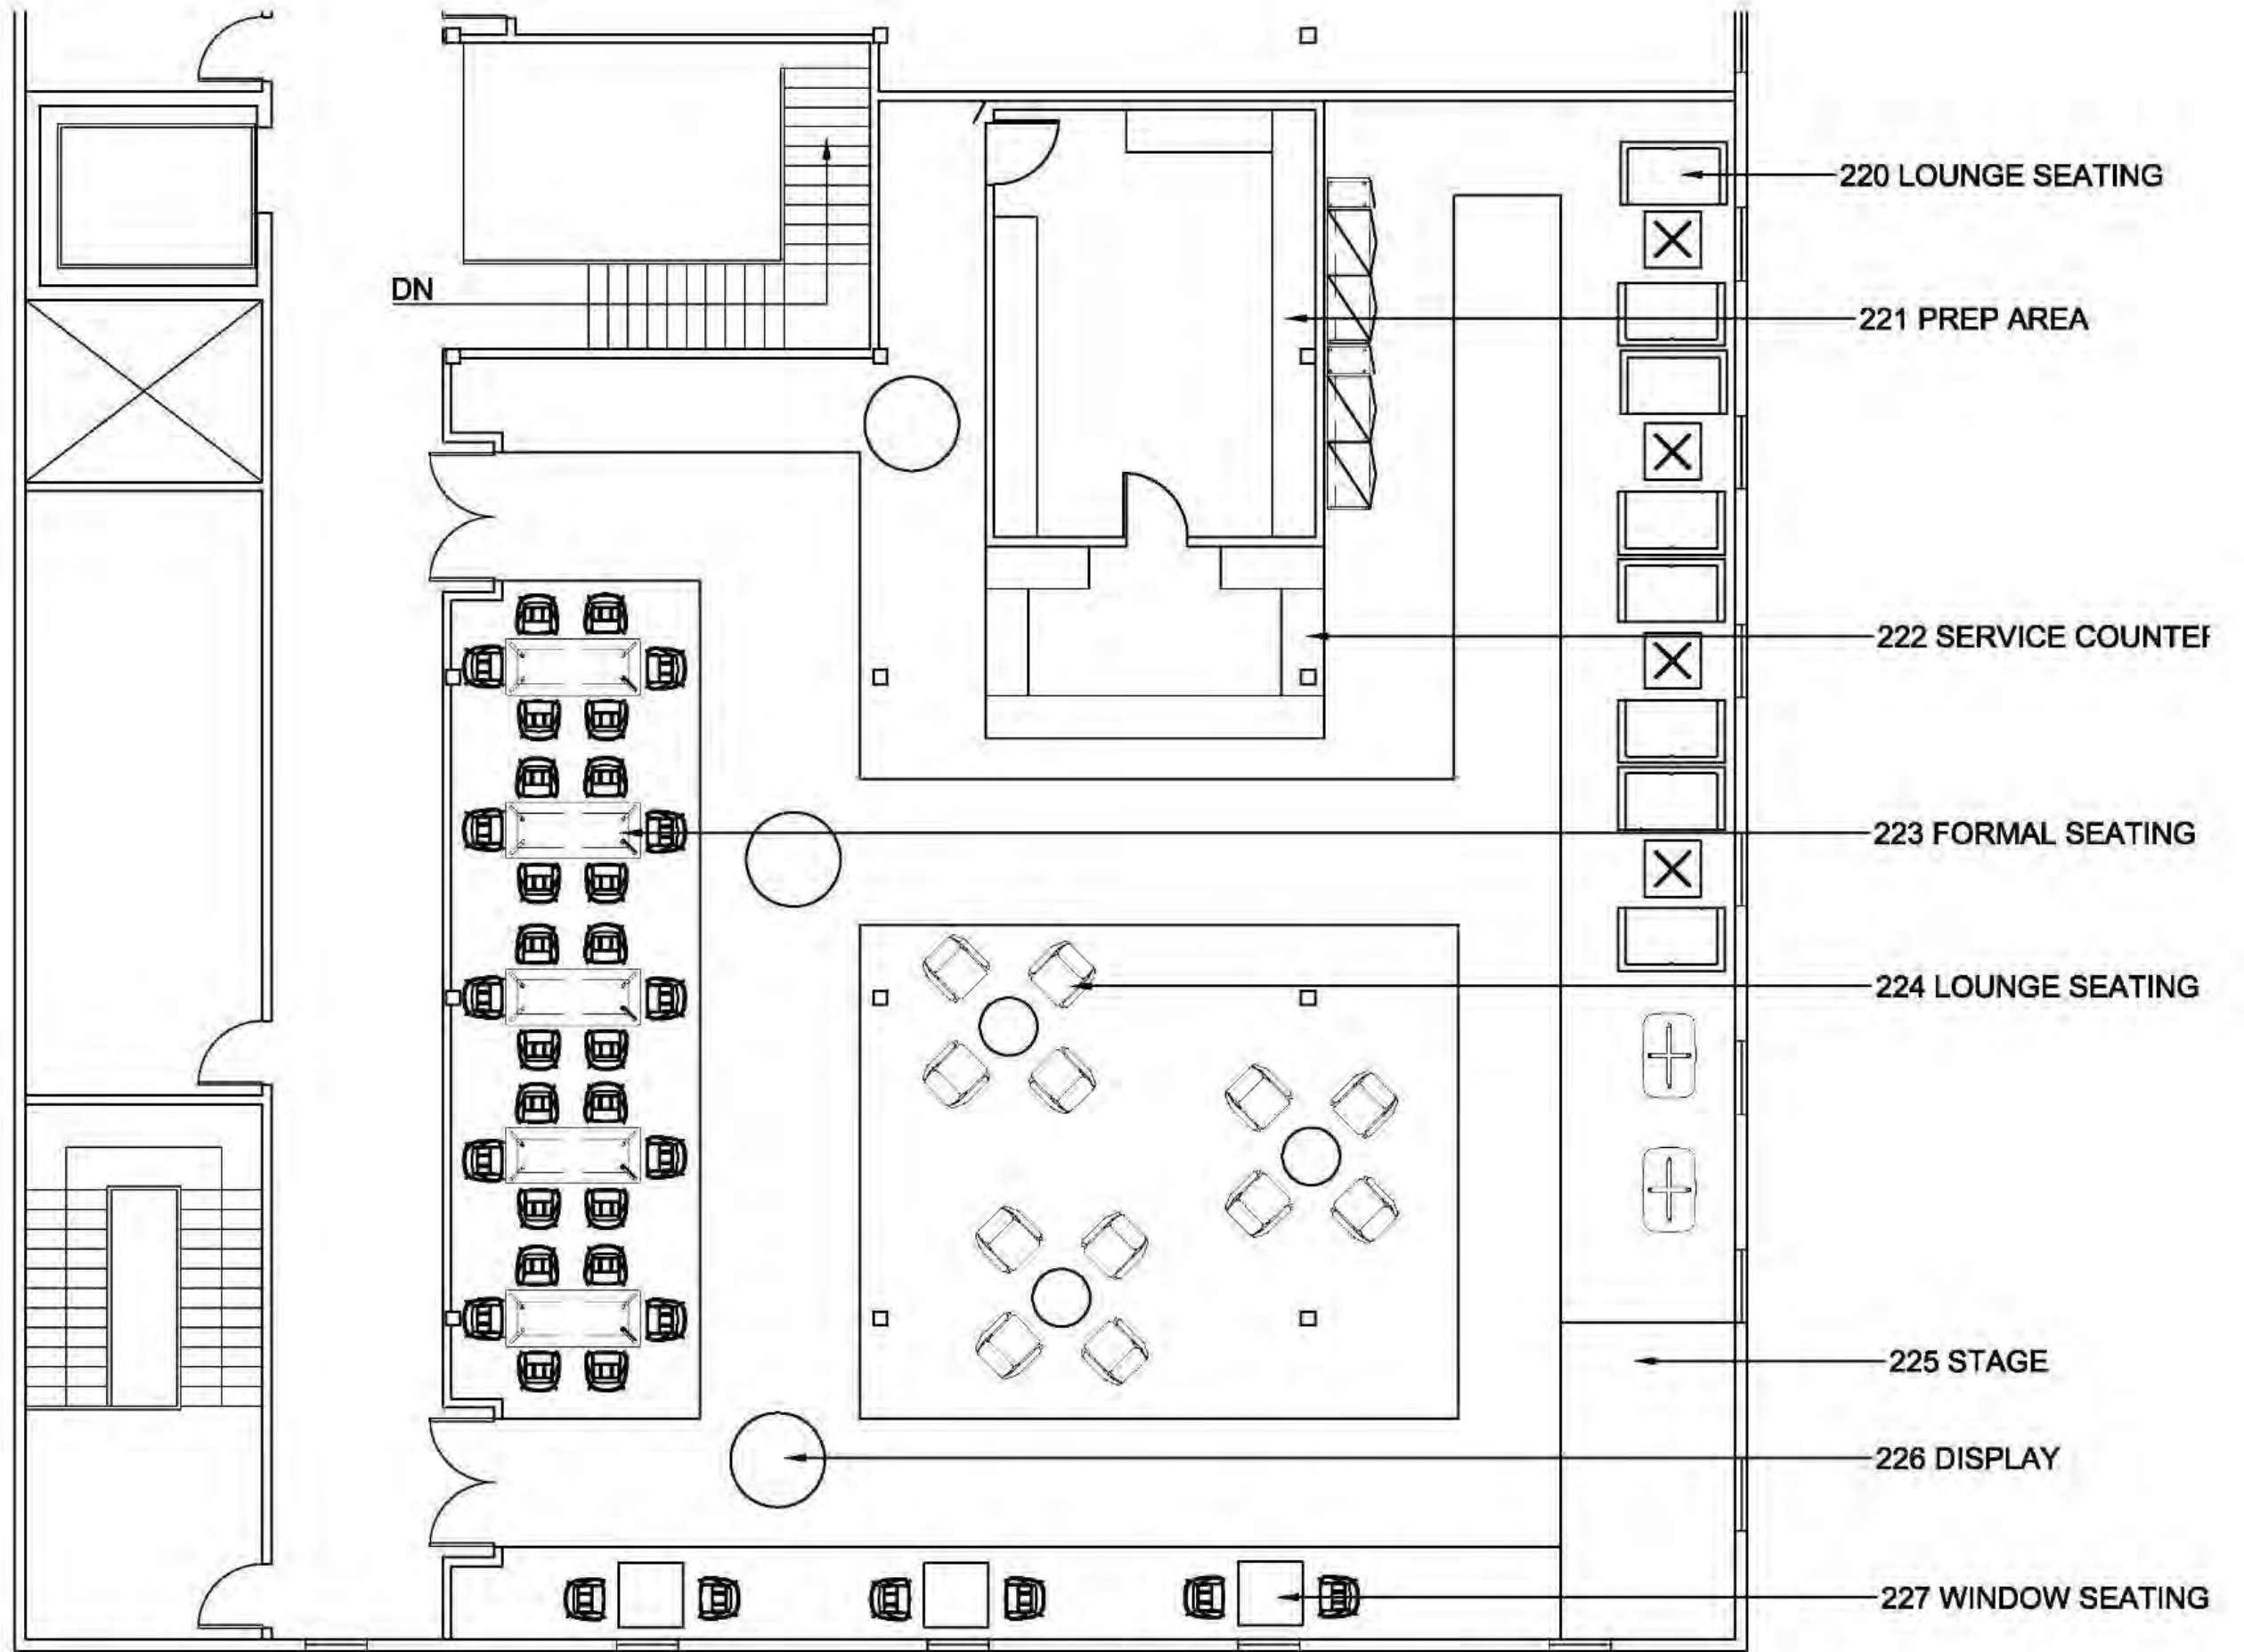 220 LOUNGE SEATING
DN
221 PREP AREA
222 SERVICE COUNTER
223 FORMAL SEATING
224 LOUNGE SEATING
225 STAGE
226 DISPLAY
227 WINDOW SEATING